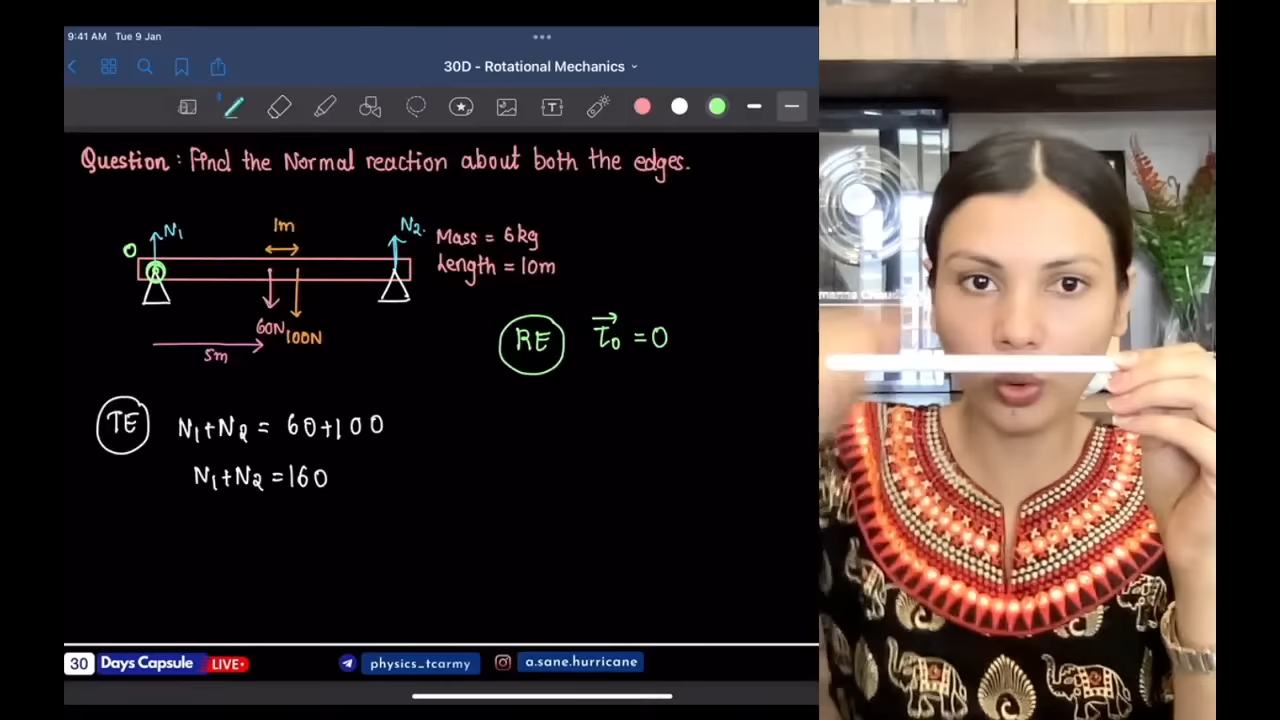 9:41 AM Tue 9 Jan
30D - Rotational Mechanics
Question: Find the Normal reaction about both the edges.
N₁
1m
N₂.
O
Mass = 6kg
Length = 10m
60N
100N
5m
RE τ⃗₀ = 0
TE N₁+N₂ = 60+100
N₁+N₂ = 160
30 Days Capsule LIVE
physics_tcarmy
a.sane.hurricane